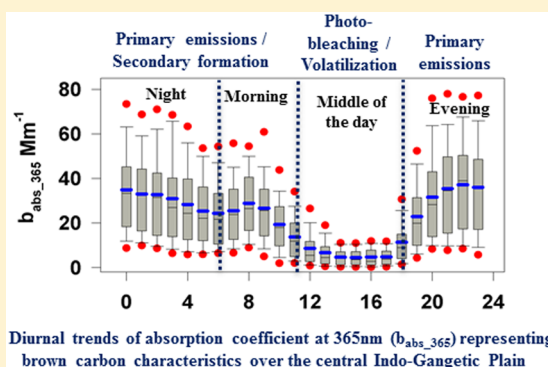 Primary emissions /
Secondary formation
Photo-
bleaching /
Volatilization
Primary
emissions
Night
Morning
Middle of
the day
Evening
b_abs_365 Mm⁻¹
80
60
40
20
0
0 4 8 12 16 20 24
Diurnal trends of absorption coefficient at 365nm (b_abs_365) representing
brown carbon characteristics over the central Indo-Gangetic Plain